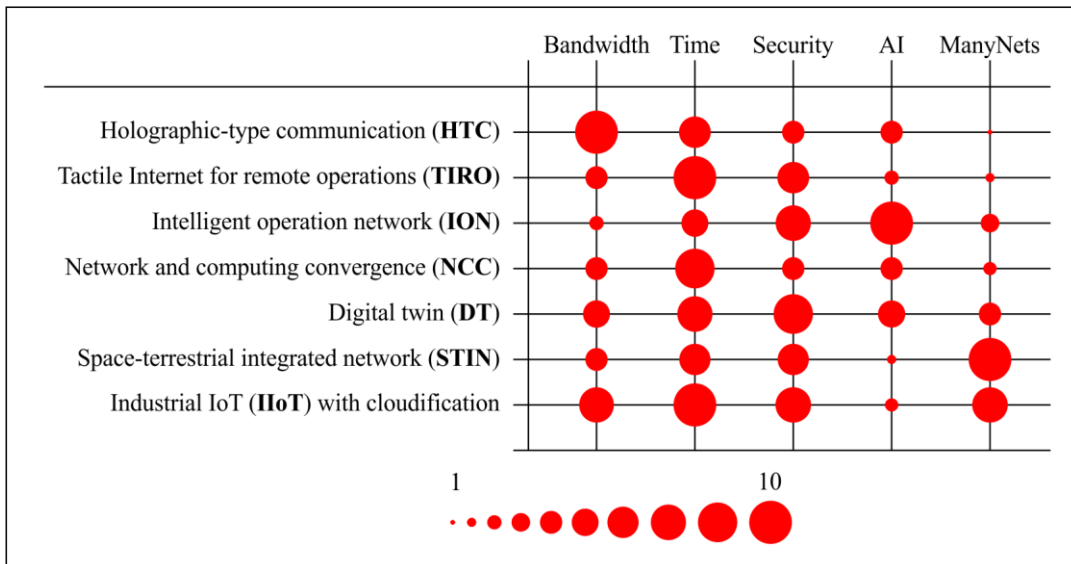 Bandwidth Time Security AI ManyNets
Holographic-type communication (HTC)
Tactile Internet for remote operations (TIRO)
Intelligent operation network (ION)
Network and computing convergence (NCC)
Digital twin (DT)
Space-terrestrial integrated network (STIN)
Industrial IoT (IIoT) with cloudification
1 10